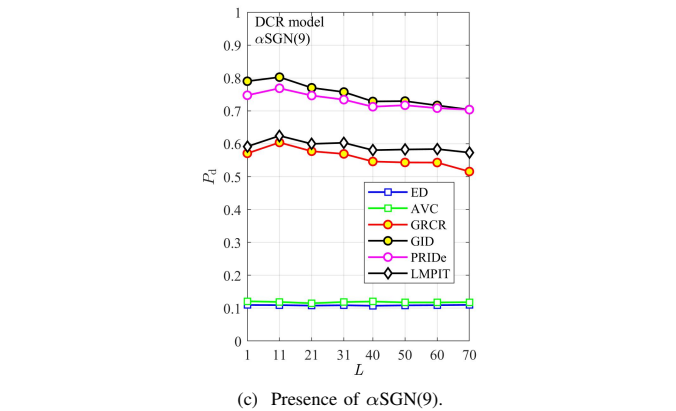 DCR model
αSGN(9)
1
0.9
0.8
0.7
0.6
0.5
0.4
0.3
0.2
0.1
0
P_d
ED
AVC
GRCR
GID
PRIDe
LMPIT
1 11 21 31 40 50 60 70
L
(c) Presence of αSGN(9).